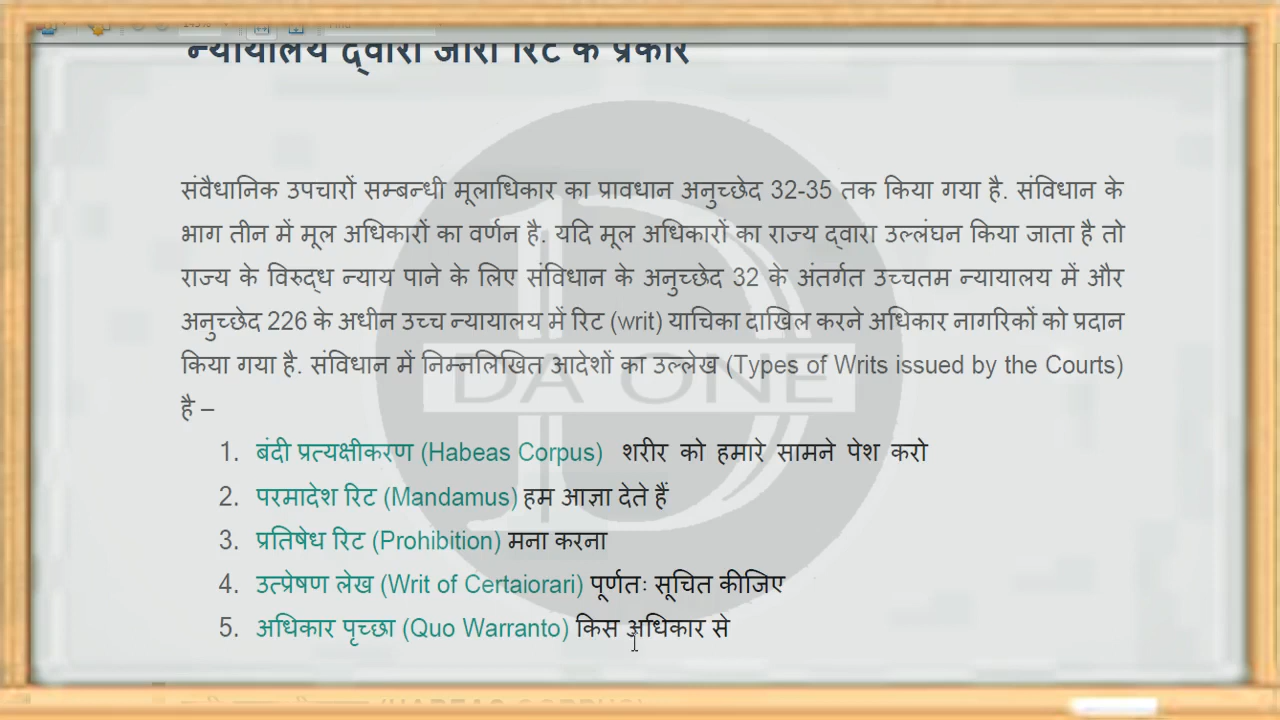 न्यायालय द्वारा जारी रिट के प्रकार
संवैधानिक उपचारों सम्बन्धी मूलाधिकार का प्रावधान अनुच्छेद 32-35 तक किया गया है. संविधान के
भाग तीन में मूल अधिकारों का वर्णन है. यदि मूल अधिकारों का राज्य द्वारा उल्लंघन किया जाता है तो
राज्य के विरुद्ध न्याय पाने के लिए संविधान के अनुच्छेद 32 के अंतर्गत उच्चतम न्यायालय में और
अनुच्छेद 226 के अधीन उच्च न्यायालय में रिट (writ) याचिका दाखिल करने अधिकार नागरिकों को प्रदान
किया गया है. संविधान में निम्नलिखित आदेशों का उल्लेख (Types of Writs issued by the Courts)
है –
DA ONE
1. बंदी प्रत्यक्षीकरण (Habeas Corpus) शरीर को हमारे सामने पेश करो
2. परमादेश रिट (Mandamus) हम आज्ञा देते हैं
3. प्रतिषेध रिट (Prohibition) मना करना
4. उत्प्रेषण लेख (Writ of Certaiorari) पूर्णतः सूचित कीजिए
5. अधिकार पृच्छा (Quo Warranto) किस अधिकार से